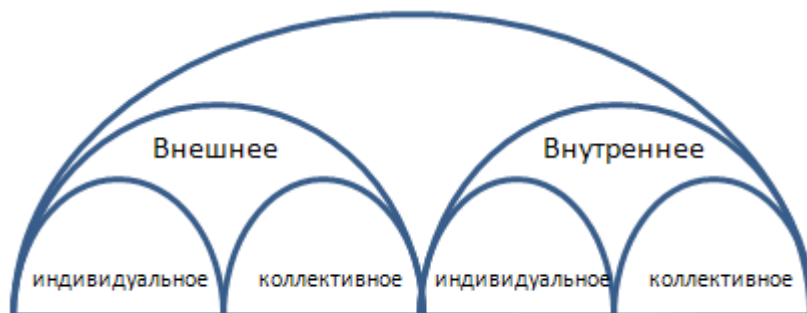 Внешнее
Внутреннее
индивидуальное
коллективное
индивидуальное
коллективное